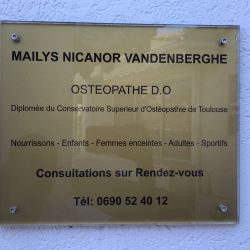 MAILYS NICANOR VANDENBERGHE
OSTEOPATHE D.O
Diplomée du Conservatoire Superieur d'Ostéopathie de Toulouse
Nourrissons - Enfants - Femmes enceintes - Adultes - Sportifs
Consultations sur Rendez-vous
Tél: 0690 52 40 12